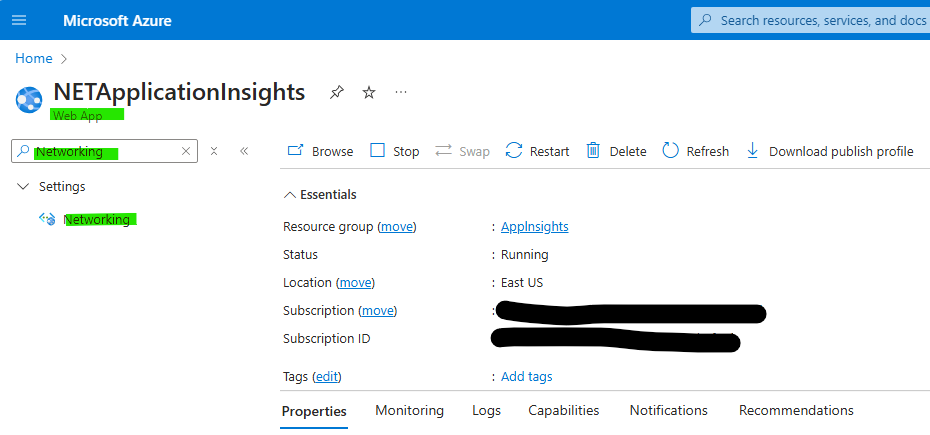 Microsoft Azure
Search resources, services, and docs
Home
NETApplicationInsights
Web App
Networking
Browse Stop Swap Restart Delete Refresh Download publish profile
Settings
Networking
Essentials
Resource group (move) : AppInsights
Status : Running
Location (move) : East US
Subscription (move) :
Subscription ID
Tags (edit) : Add tags
Properties Monitoring Logs Capabilities Notifications Recommendations